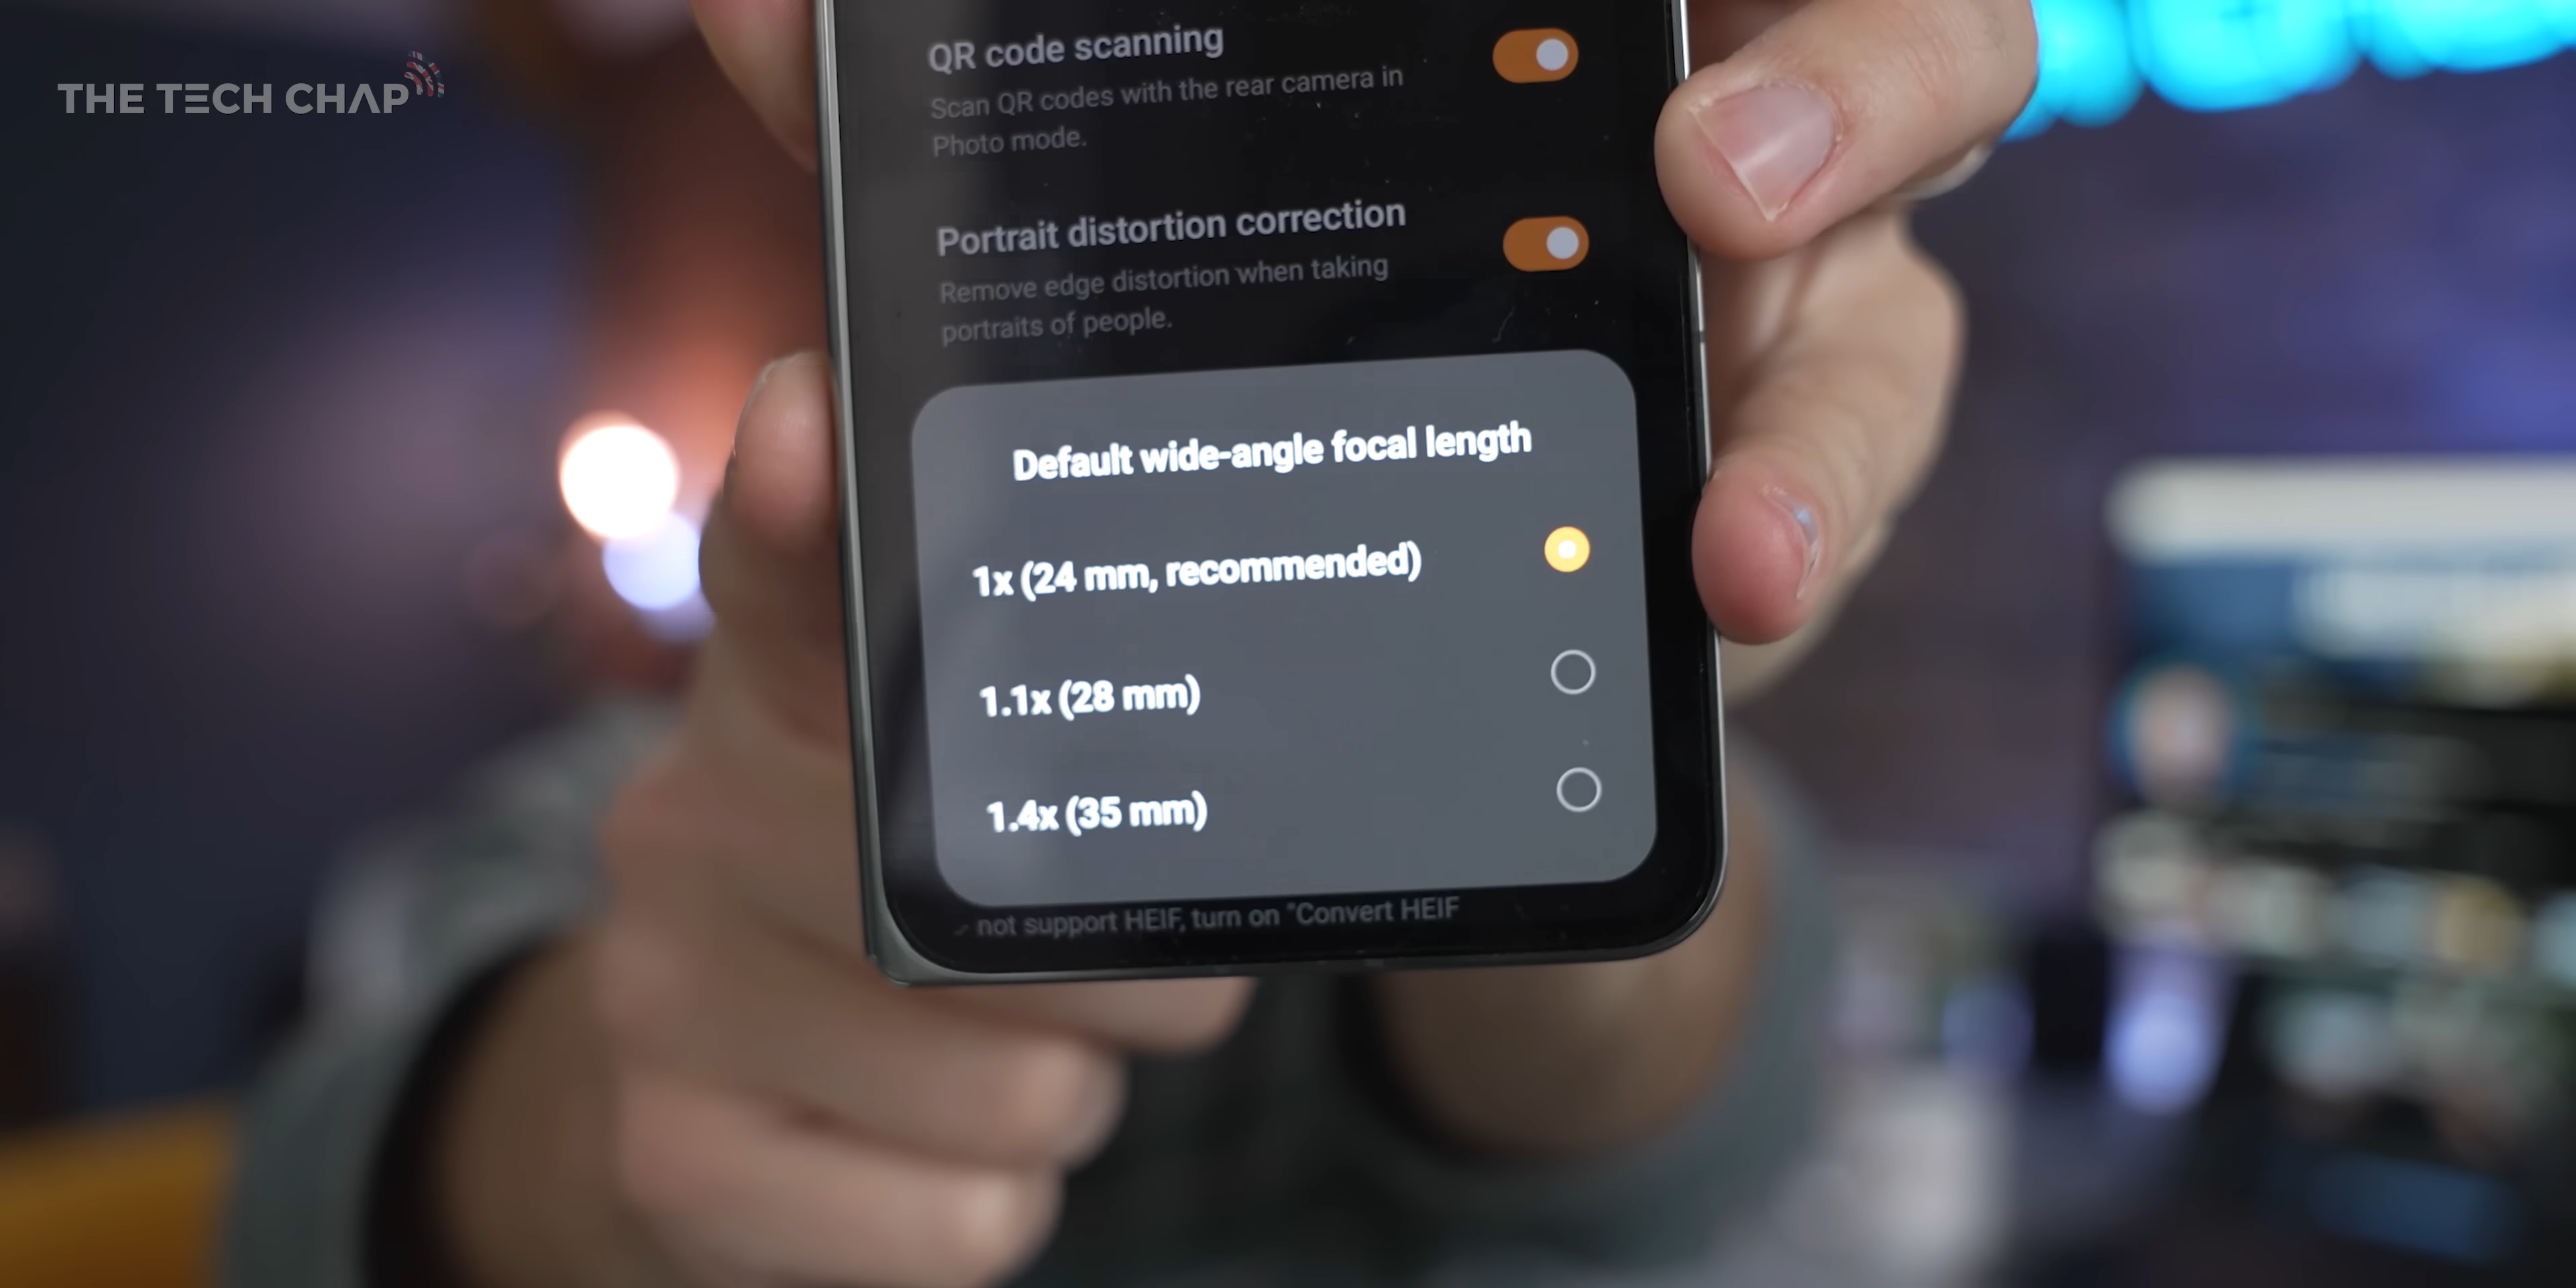 THE TECH CHAP
QR code scanning
Scan QR codes with the rear camera in
Photo mode.
Portrait distortion correction
Remove edge distortion when taking
portraits of people.
Default wide-angle focal length
1x (24 mm, recommended)
1.1x (28 mm)
1.4x (35 mm)
not support HEIF, turn on "Convert HEIF